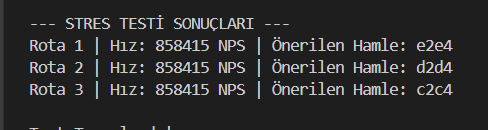 --- STRES TESTİ SONUÇLARI ---
Rota 1 | Hız: 858415 NPS | Önerilen Hamle: e2e4
Rota 2 | Hız: 858415 NPS | Önerilen Hamle: d2d4
Rota 3 | Hız: 858415 NPS | Önerilen Hamle: c2c4